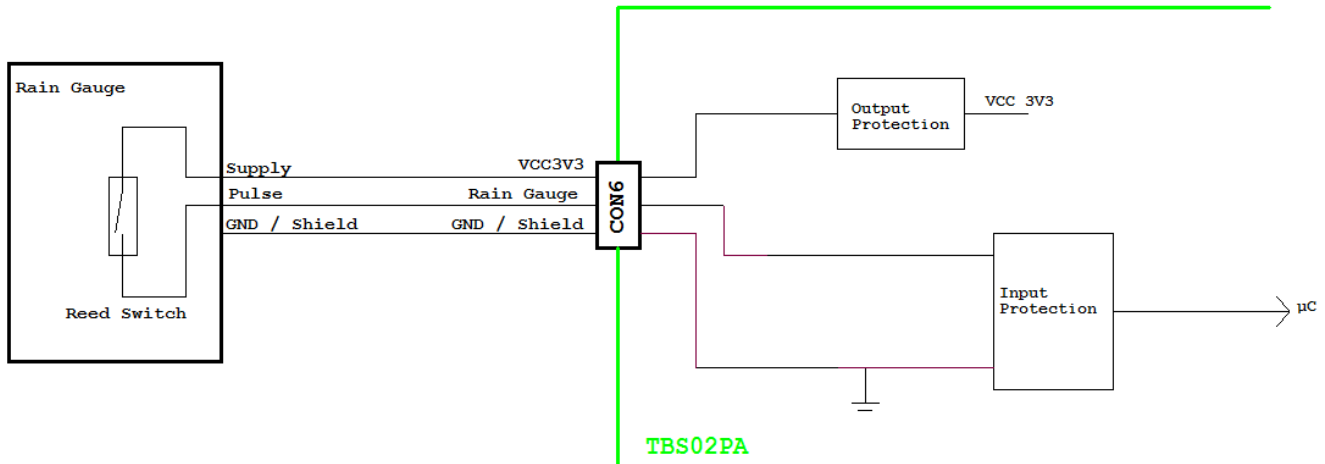 Rain Gauge
Output
Protection
VCC 3V3
Supply
VCC3V3
Pulse
Rain Gauge
GND / Shield
GND / Shield
CON6
Reed Switch
Input
Protection
µC
TBS02PA